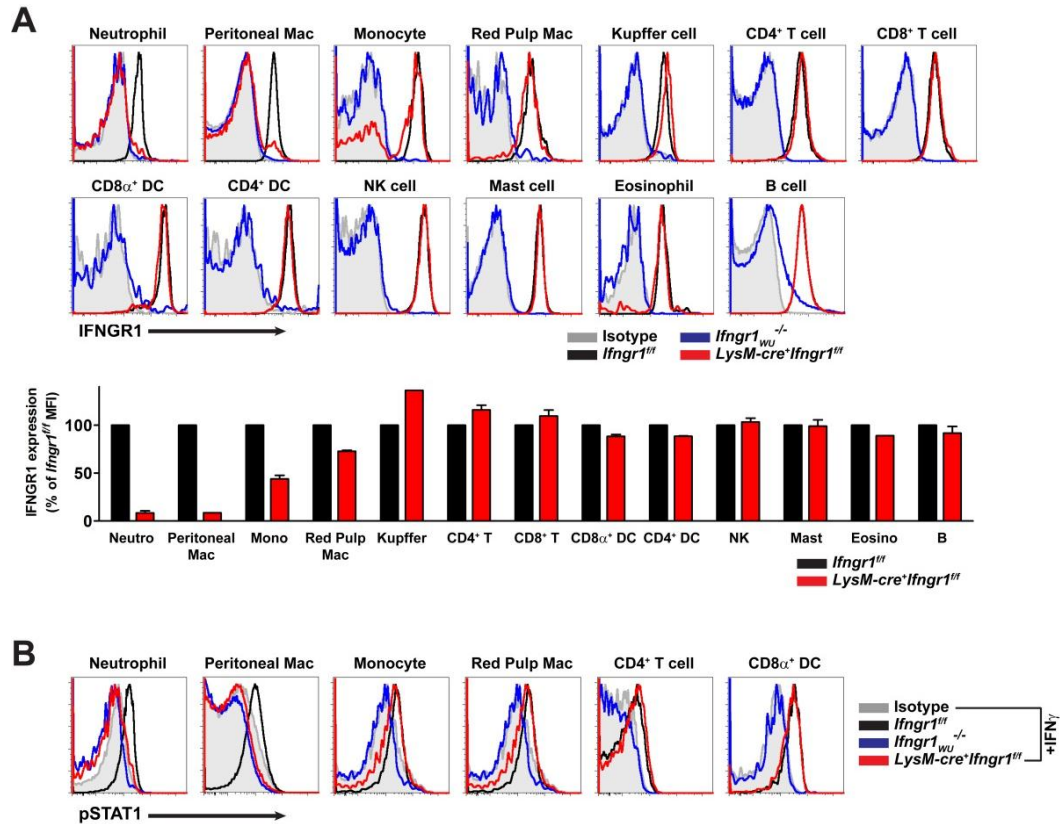 A
Neutrophil Peritoneal Mac Monocyte Red Pulp Mac Kupffer cell CD4⁺ T cell CD8⁺ T cell
CD8α⁺ DC CD4⁺ DC NK cell Mast cell Eosinophil B cell
IFNGR1
Isotype Ifngr1WU-/-
Ifngr1f/f LysM-cre⁺Ifngr1f/f
IFNGR1 expression
(% of Ifngr1f/f MFI)
100
50
0
Neutro Peritoneal Mac Mono Red Pulp Mac Kupffer CD4⁺ T CD8⁺ T CD8α⁺ DC CD4⁺ DC NK Mast Eosino B
Ifngr1f/f
LysM-cre⁺Ifngr1f/f
B
Neutrophil Peritoneal Mac Monocyte Red Pulp Mac CD4⁺ T cell CD8α⁺ DC
Isotype
Ifngr1f/f
Ifngr1WU-/-
LysM-cre⁺Ifngr1f/f
+IFNγ
pSTAT1